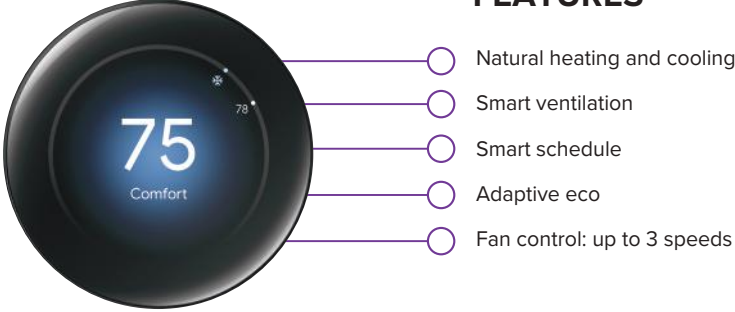 FEATURES
Natural heating and cooling
78
Smart ventilation
75
Smart schedule
Comfort
Adaptive eco
Fan control: up to 3 speeds